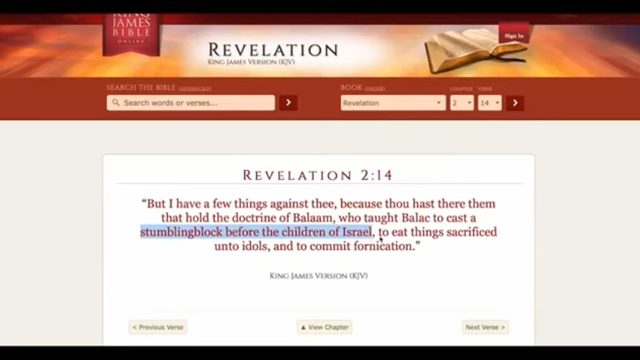 KING
JAMES
BIBLE
ONLINE
REVELATION
KING JAMES VERSION (KJV)
Sign In
SEARCH THE BIBLE
BOOK
CHAPTER
VERSE
Search words or verses...
>
Revelation
2
14
>
REVELATION 2:14
“But I have a few things against thee, because thou hast there them
that hold the doctrine of Balaam, who taught Balac to cast a
stumblingblock before the children of Israel, to eat things sacrificed
unto idols, and to commit fornication.”
KING JAMES VERSION (KJV)
< Previous Verse
▲ View Chapter
Next Verse >